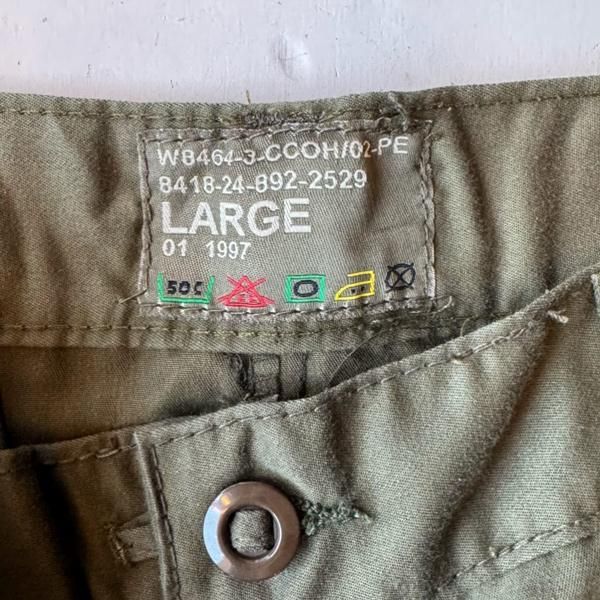 W8464-3-CCOH/02-PE
8418-24-892-2529
LARGE
01 1997
50C